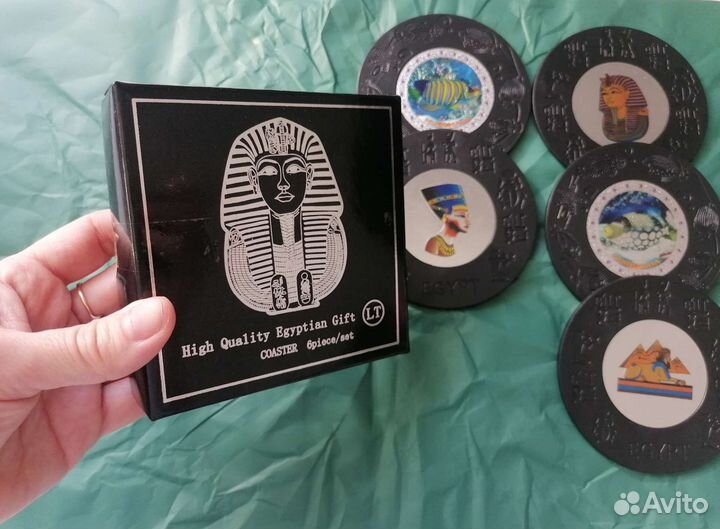 High Quality Egyptian Gift LT
COASTER 6piece/set
EGYPT
EGYPT
Avito